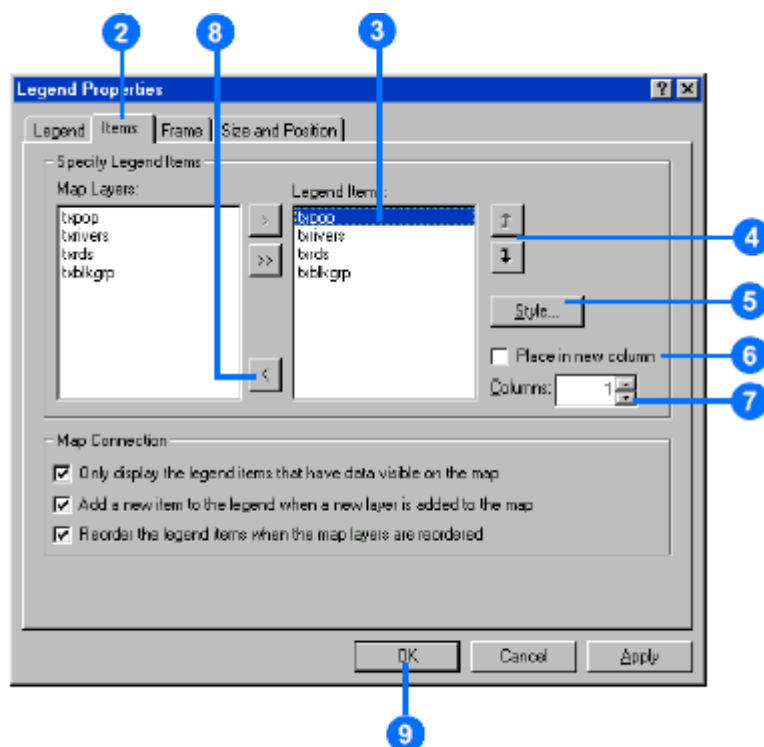 2 8 3
Legend Properties
Legend Items Frame Size and Position
Specify Legend Items
Map Layers: Legend Items:
txpop > txpop
txrivers txrivers
txrds >> txrds 4
txblkgrp txblkgrp
Style... 5
Place in new column 6
< Columns: 1 7
Map Connection
Only display the legend items that have data visible on the map
Add a new item to the legend when a new layer is added to the map
Reorder the legend items when the map layers are reordered
OK Cancel Apply
9